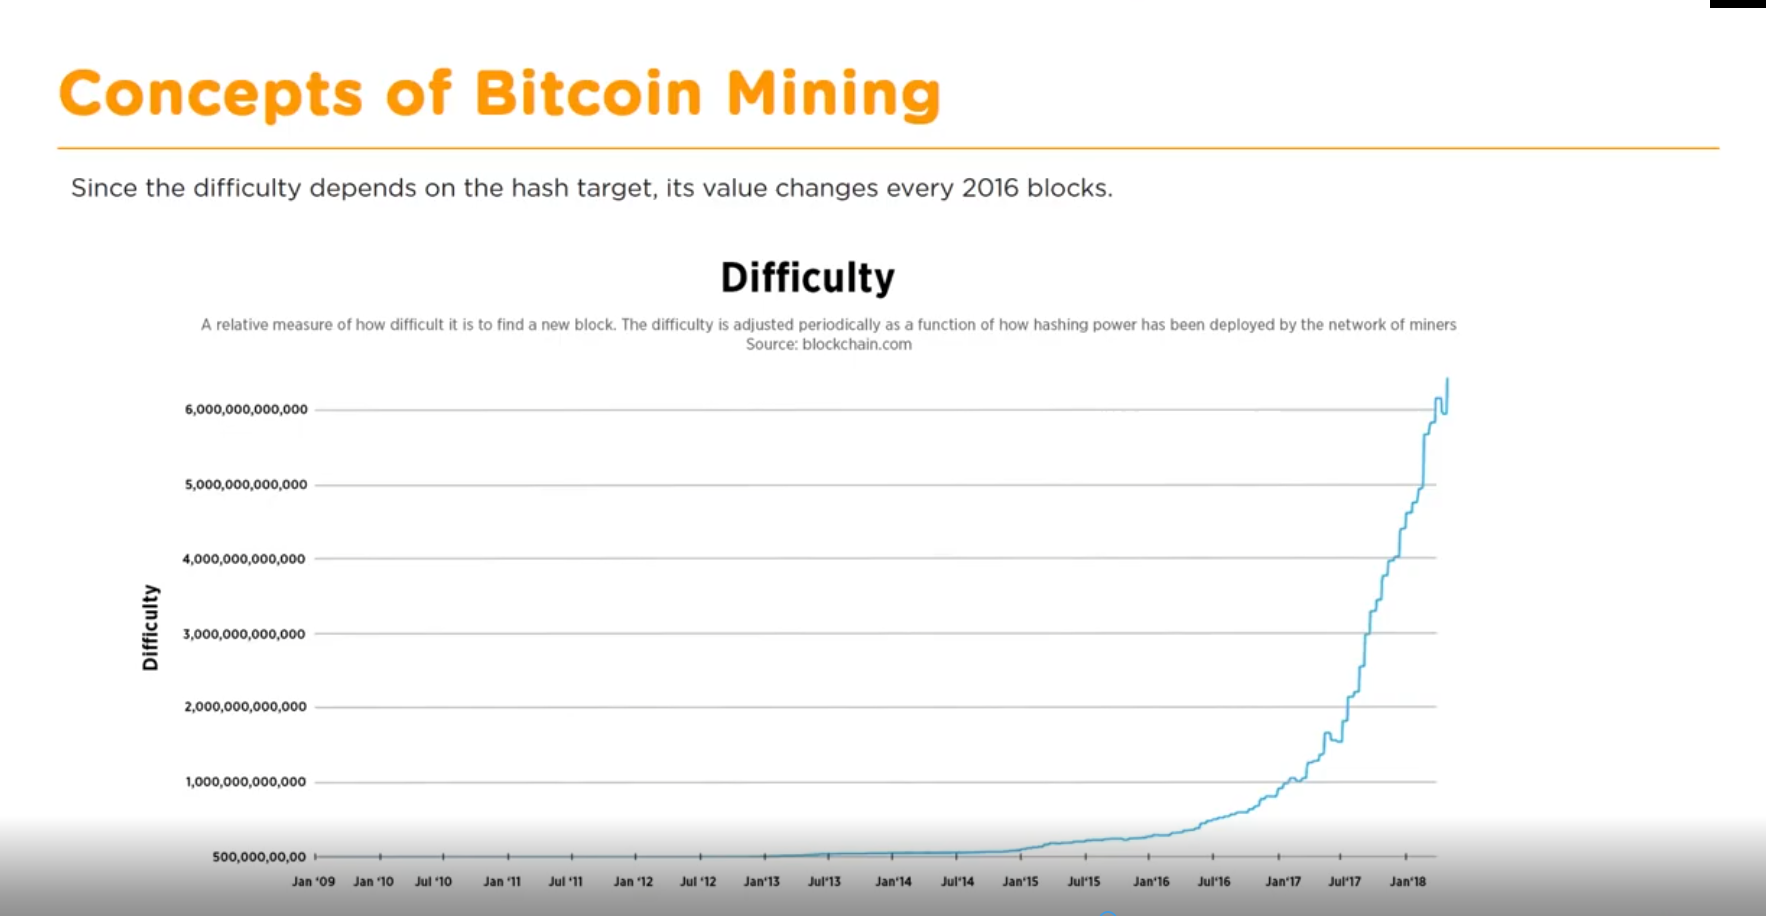 Concepts of Bitcoin Mining
Since the difficulty depends on the hash target, its value changes every 2016 blocks.
Difficulty
A relative measure of how difficult it is to find a new block. The difficulty is adjusted periodically as a function of how hashing power has been deployed by the network of miners
Source: blockchain.com
6,000,000,000,000
5,000,000,000,000
4,000,000,000,000
Difficulty
3,000,000,000,000
2,000,000,000,000
1,000,000,000,000
500,000,00,00
Jan '09 Jan '10 Jul '10 Jan '11 Jul '11 Jan '12 Jul '12 Jan'13 Jul'13 Jan'14 Jul'14 Jan'15 Jul'15 Jan'16 Jul'16 Jan'17 Jul'17 Jan'18